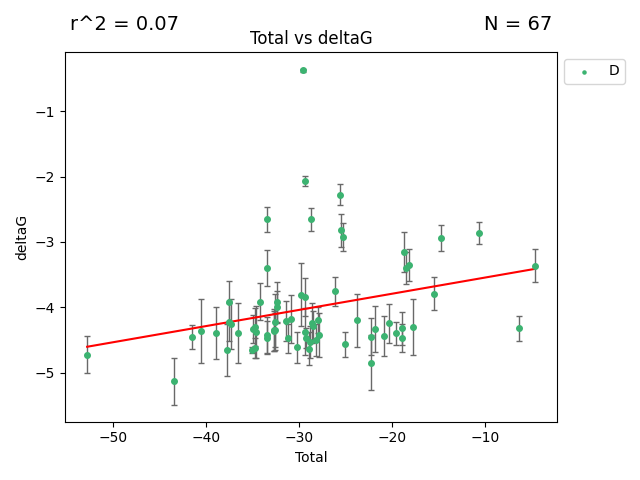 r^2 = 0.07
N = 67
Total vs deltaG
D
−1
−2
−3
−4
−5
deltaG
−50
−40
−30
−20
−10
Total